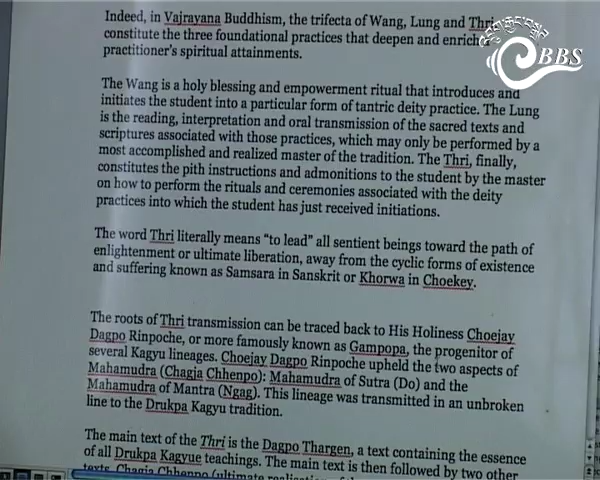 Indeed, in Vajrayana Buddhism, the trifecta of Wang, Lung and Thri
constitute the three foundational practices that deepen and enrich
practitioner's spiritual attainments.
BBS
The Wang is a holy blessing and empowerment ritual that introduces and
initiates the student into a particular form of tantric deity practice. The Lung
is the reading, interpretation and oral transmission of the sacred texts and
scriptures associated with those practices, which may only be performed by a
most accomplished and realized master of the tradition. The Thri, finally,
constitutes the pith instructions and admonitions to the student by the master
on how to perform the rituals and ceremonies associated with the deity
practices into which the student has just received initiations.
The word Thri literally means "to lead" all sentient beings toward the path of
enlightenment or ultimate liberation, away from the cyclic forms of existence
and suffering known as Samsara in Sanskrit or Khorwa in Choekey.
The roots of Thri transmission can be traced back to His Holiness Choejay
Dagpo Rinpoche, or more famously known as Gampopa, the progenitor of
several Kagyu lineages. Choejay Dagpo Rinpoche upheld the two aspects of
Mahamudra (Chagja Chhenpo): Mahamudra of Sutra (Do) and the
Mahamudra of Mantra (Ngag). This lineage was transmitted in an unbroken
line to the Drukpa Kagyu tradition.
The main text of the Thri is the Dagpo Thargen, a text containing the essence
of all Drukpa Kagyue teachings. The main text is then followed by two other
texts, Chagja Chhenpo (ultimate